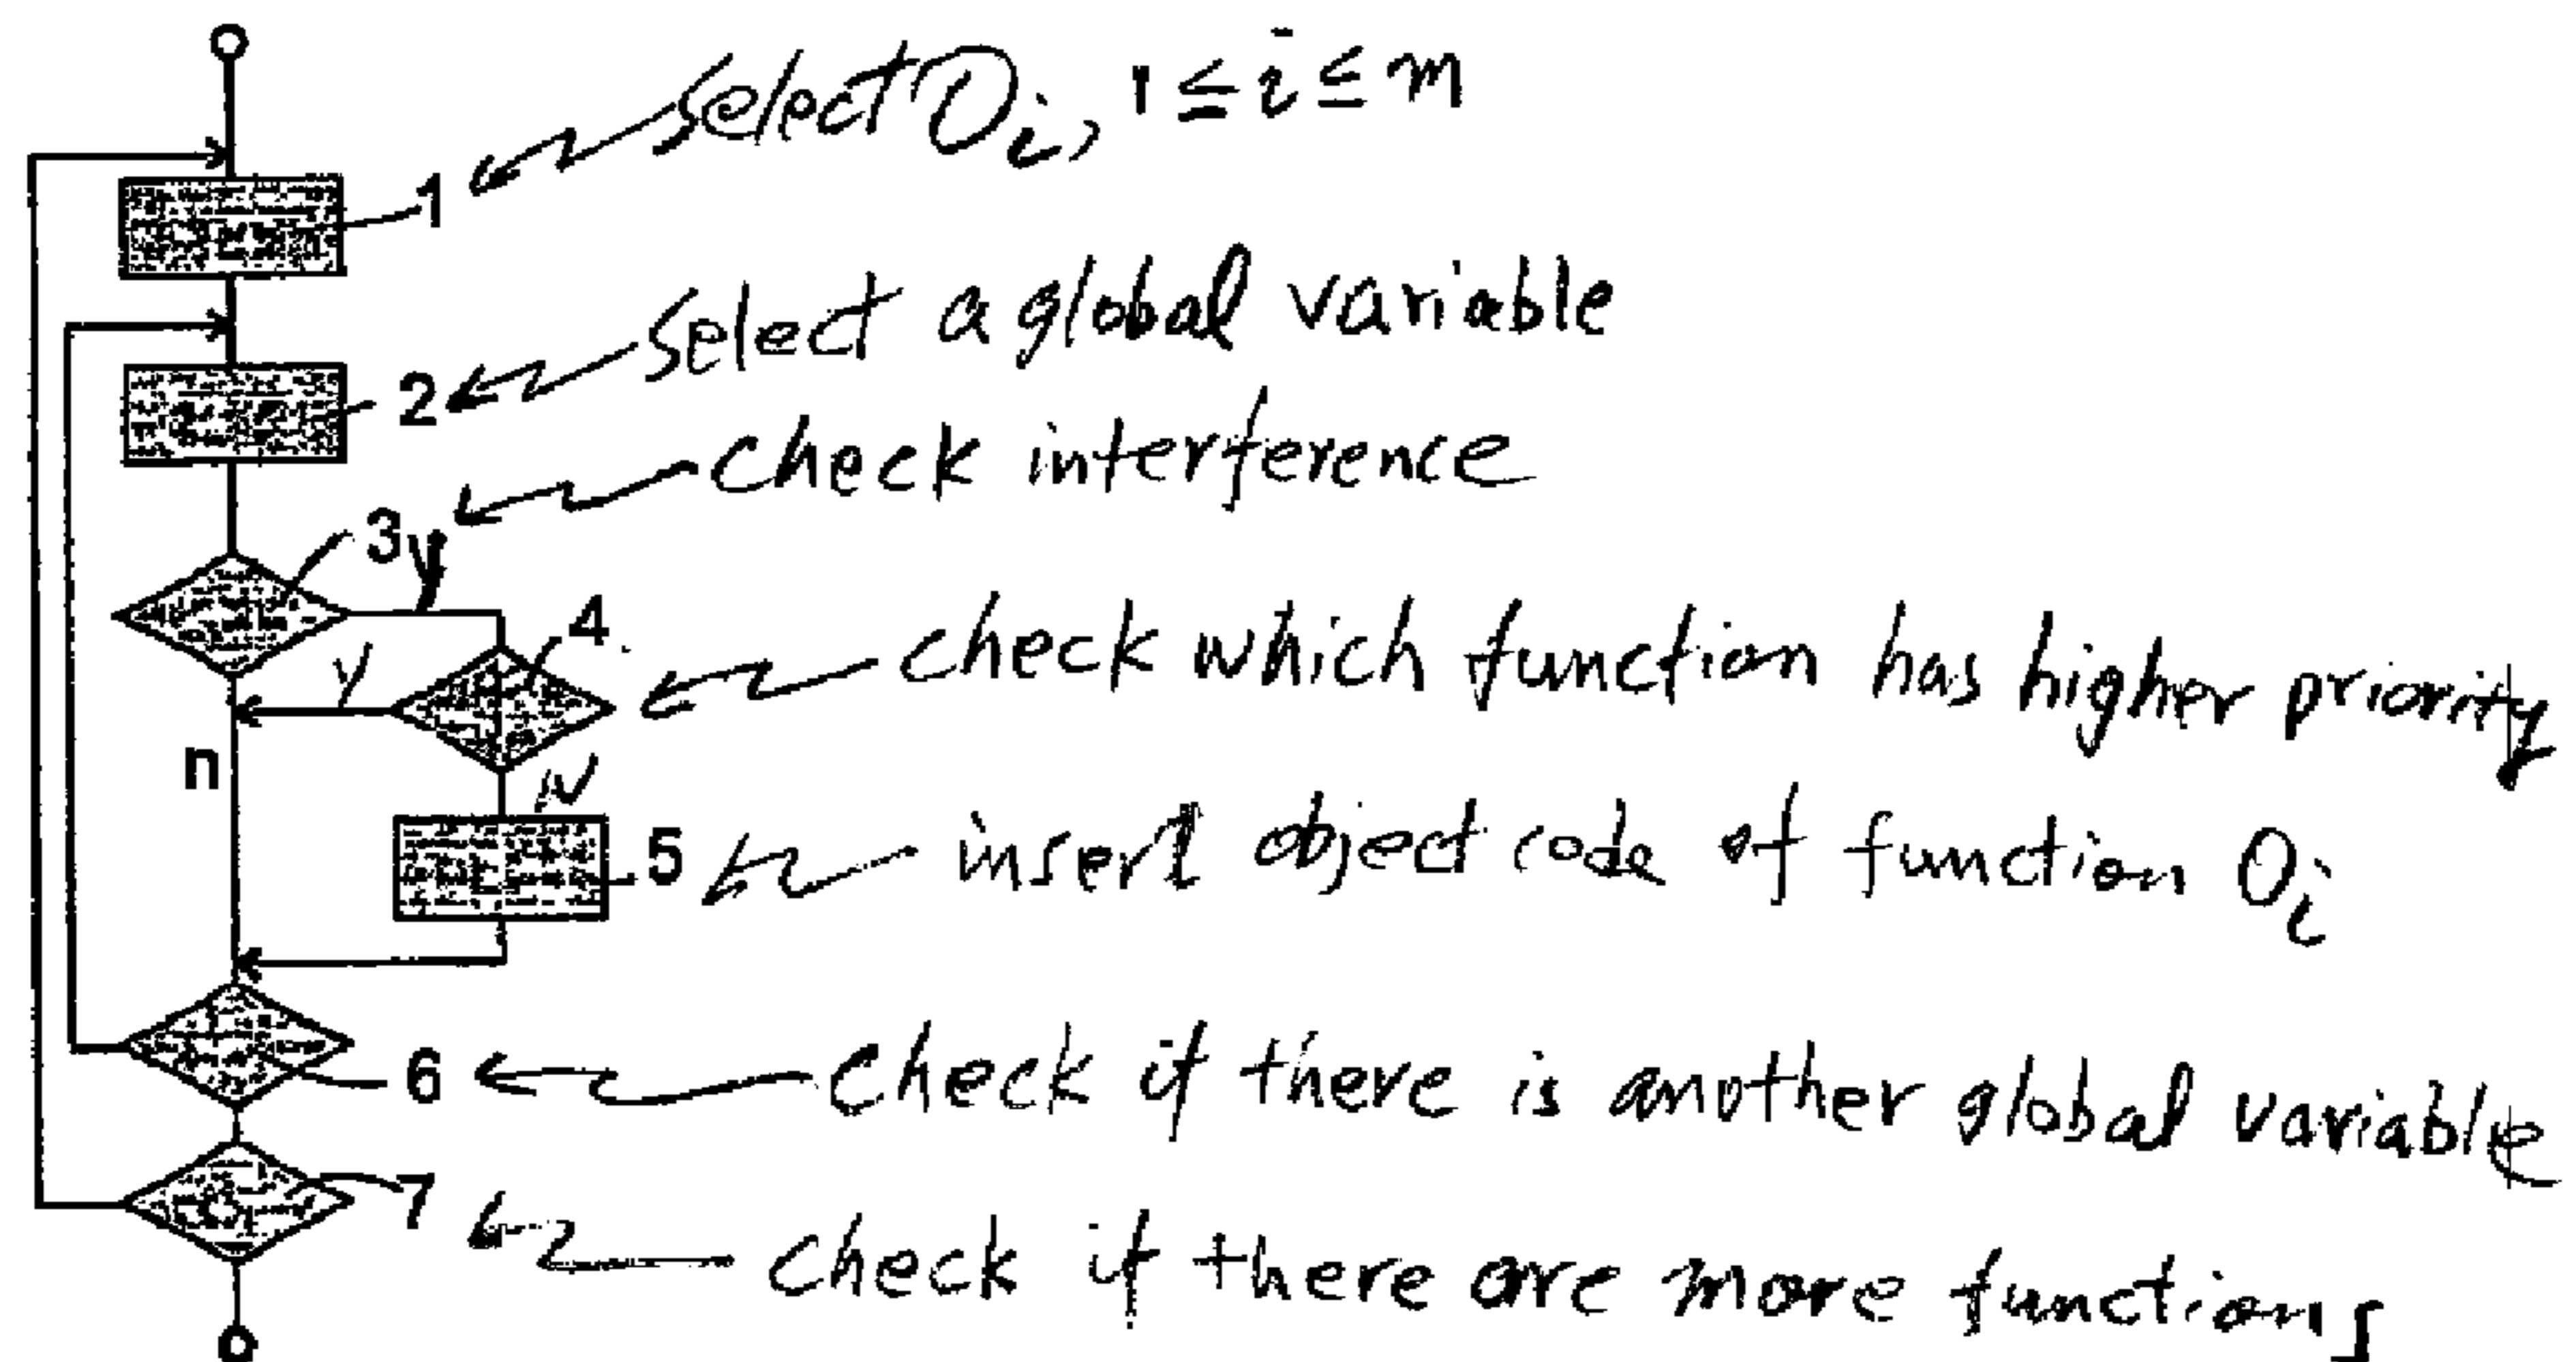 select Oi, 1 ≤ i ≤ m
1
select a global variable
2
check interference
3 y
4
check which function has higher priority
y
n
N
5
insert object code of function Oi
6
check if there is another global variable
7
check if there are more functions